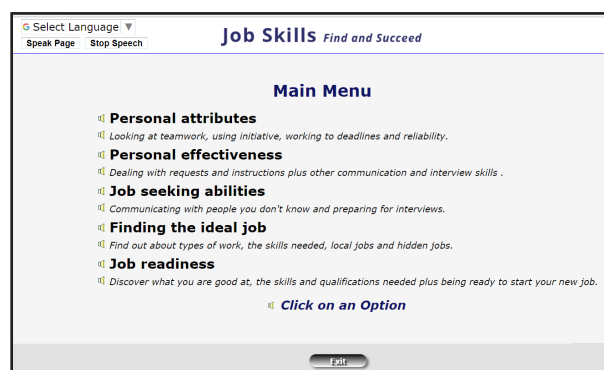 G Select Language ▼
Speak Page Stop Speech
Job Skills Find and Succeed
Main Menu
Personal attributes
Looking at teamwork, using initiative, working to deadlines and reliability.
Personal effectiveness
Dealing with requests and instructions plus other communication and interview skills .
Job seeking abilities
Communicating with people you don't know and preparing for interviews.
Finding the ideal job
Find out about types of work, the skills needed, local jobs and hidden jobs.
Job readiness
Discover what you are good at, the skills and qualifications needed plus being ready to start your new job.
Click on an Option
Exit